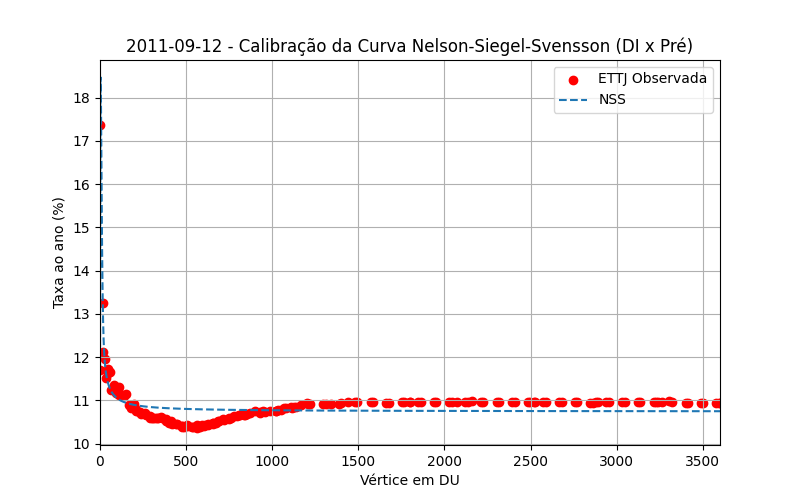 2011-09-12 - Calibração da Curva Nelson-Siegel-Svensson (DI x Pré)
ETTJ Observada
NSS
Taxa ao ano (%)
18
17
16
15
14
13
12
11
10
0 500 1000 1500 2000 2500 3000 3500
Vértice em DU